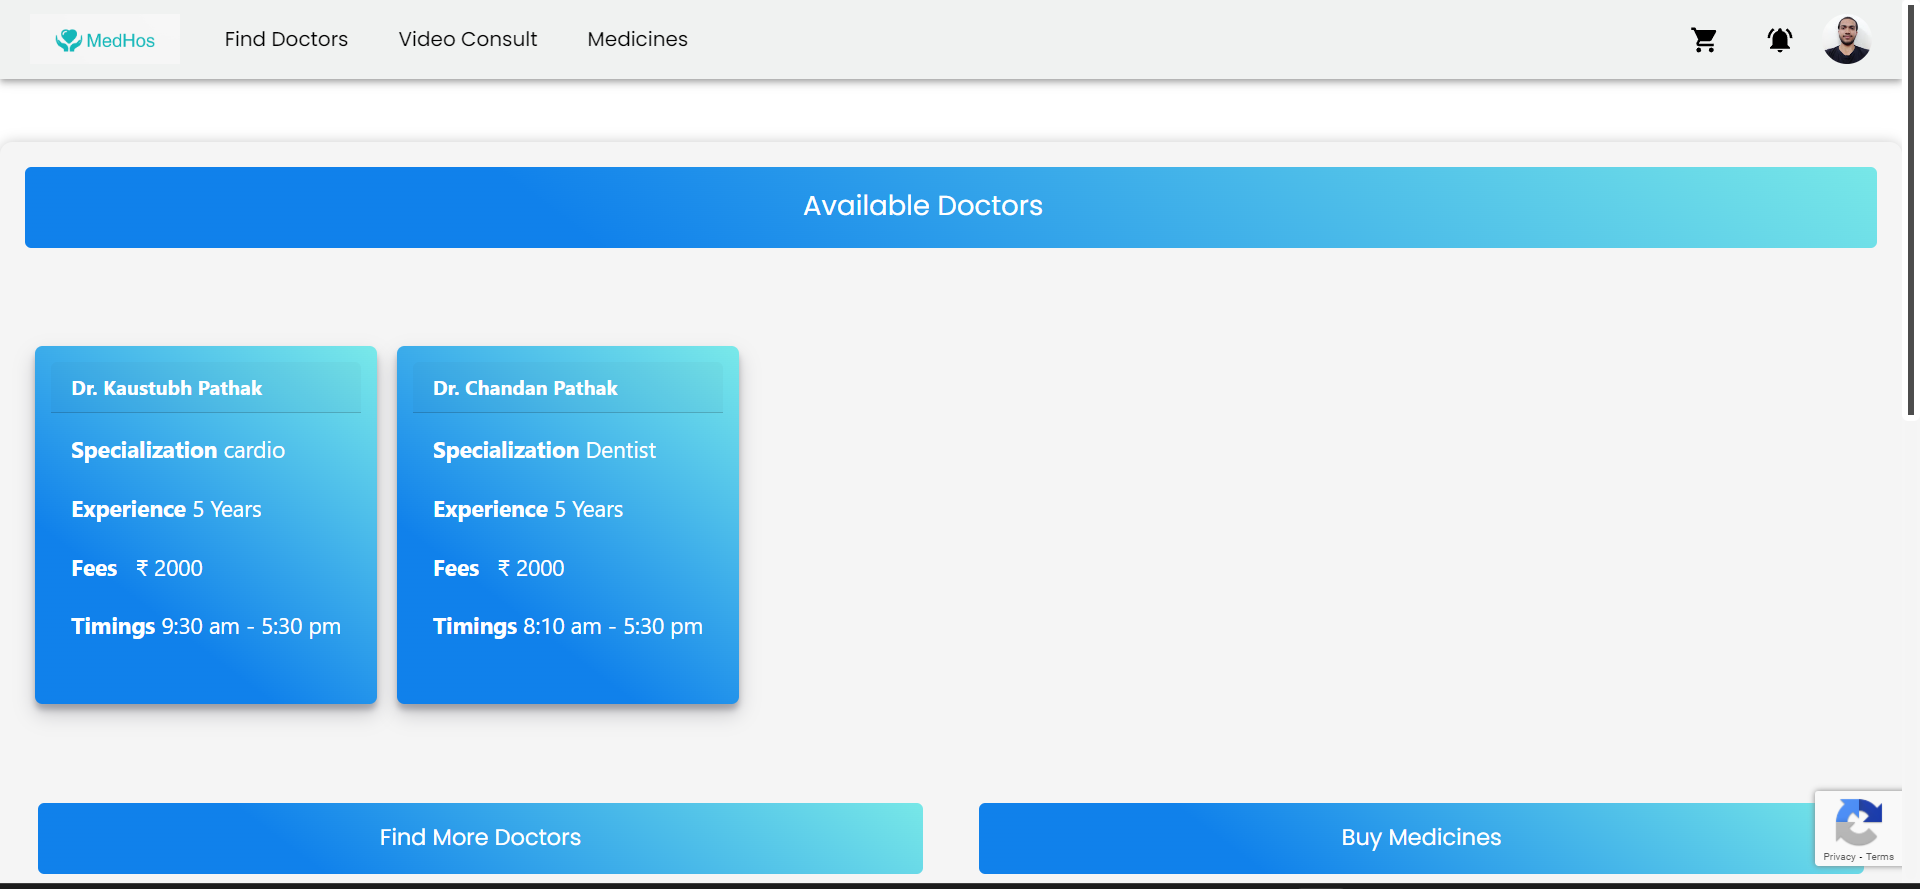 MedHos
Find Doctors
Video Consult
Medicines
Available Doctors
Dr. Kaustubh Pathak
Specialization cardio
Experience 5 Years
Fees ₹ 2000
Timings 9:30 am - 5:30 pm
Dr. Chandan Pathak
Specialization Dentist
Experience 5 Years
Fees ₹ 2000
Timings 8:10 am - 5:30 pm
Find More Doctors
Buy Medicines
Privacy - Terms